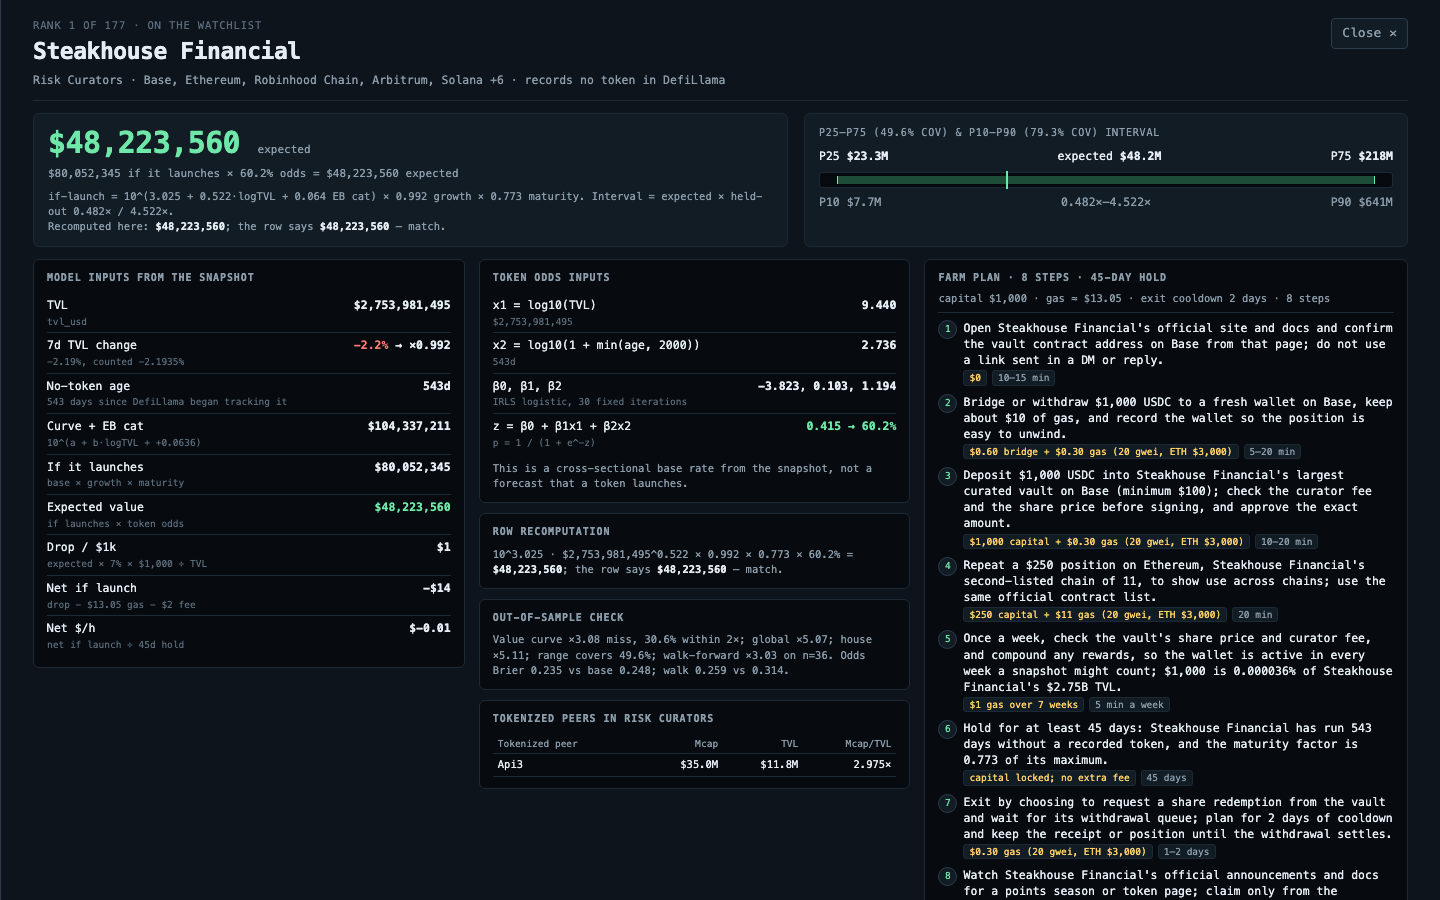 RANK 1 OF 177 · ON THE WATCHLIST
Steakhouse Financial
Risk Curators · Base, Ethereum, Robinhood Chain, Arbitrum, Solana +6 · records no token in DefiLlama
Close ×
$48,223,560 expected
$80,052,345 if it launches × 60.2% odds = $48,223,560 expected
if-launch = 10^(3.025 + 0.522·logTVL + 0.064 EB cat) × 0.992 growth × 0.773 maturity. Interval = expected × held-
out 0.482× / 4.522×.
Recomputed here: $48,223,560; the row says $48,223,560 — match.
P25–P75 (49.6% COV) & P10–P90 (79.3% COV) INTERVAL
P25 $23.3M expected $48.2M P75 $218M
P10 $7.7M 0.482×–4.522× P90 $641M
MODEL INPUTS FROM THE SNAPSHOT
TVL $2,753,981,495
tvl_usd
7d TVL change −2.2% → ×0.992
−2.19%, counted −2.1935%
No-token age 543d
543 days since DefiLlama began tracking it
Curve + EB cat $104,337,211
10^(a + b·logTVL + +0.0636)
If it launches $80,052,345
base × growth × maturity
Expected value $48,223,560
if launches × token odds
Drop / $1k $1
expected × 7% × $1,000 ÷ TVL
Net if launch −$14
drop − $13.05 gas − $2 fee
Net $/h $−0.01
net if launch ÷ 45d hold
TOKEN ODDS INPUTS
x1 = log10(TVL) 9.440
$2,753,981,495
x2 = log10(1 + min(age, 2000)) 2.736
543d
β0, β1, β2 −3.823, 0.103, 1.194
IRLS logistic, 30 fixed iterations
z = β0 + β1x1 + β2x2 0.415 → 60.2%
p = 1 / (1 + e^−z)
This is a cross-sectional base rate from the snapshot, not a
forecast that a token launches.
ROW RECOMPUTATION
10^3.025 · $2,753,981,495^0.522 × 0.992 × 0.773 × 60.2% =
$48,223,560; the row says $48,223,560 — match.
OUT-OF-SAMPLE CHECK
Value curve ×3.08 miss, 30.6% within 2×; global ×5.07; house
×5.11; range covers 49.6%; walk-forward ×3.03 on n=36. Odds
Brier 0.235 vs base 0.248; walk 0.259 vs 0.314.
TOKENIZED PEERS IN RISK CURATORS
Tokenized peer Mcap TVL Mcap/TVL
Api3 $35.0M $11.8M 2.975×
FARM PLAN · 8 STEPS · 45-DAY HOLD
capital $1,000 · gas ≈ $13.05 · exit cooldown 2 days · 8 steps
1 Open Steakhouse Financial's official site and docs and confirm
the vault contract address on Base from that page; do not use
a link sent in a DM or reply.
$0 10–15 min
2 Bridge or withdraw $1,000 USDC to a fresh wallet on Base, keep
about $10 of gas, and record the wallet so the position is
easy to unwind.
$0.60 bridge + $0.30 gas (20 gwei, ETH $3,000) 5–20 min
3 Deposit $1,000 USDC into Steakhouse Financial's largest
curated vault on Base (minimum $100); check the curator fee
and the share price before signing, and approve the exact
amount.
$1,000 capital + $0.30 gas (20 gwei, ETH $3,000) 10–20 min
4 Repeat a $250 position on Ethereum, Steakhouse Financial's
second-listed chain of 11, to show use across chains; use the
same official contract list.
$250 capital + $11 gas (20 gwei, ETH $3,000) 20 min
5 Once a week, check the vault's share price and curator fee,
and compound any rewards, so the wallet is active in every
week a snapshot might count; $1,000 is 0.000036% of Steakhouse
Financial's $2.75B TVL.
$1 gas over 7 weeks 5 min a week
6 Hold for at least 45 days: Steakhouse Financial has run 543
days without a recorded token, and the maturity factor is
0.773 of its maximum.
capital locked; no extra fee 45 days
7 Exit by choosing to request a share redemption from the vault
and wait for its withdrawal queue; plan for 2 days of cooldown
and keep the receipt or position until the withdrawal settles.
$0.30 gas (20 gwei, ETH $3,000) 1–2 days
8 Watch Steakhouse Financial's official announcements and docs
for a points season or token page; claim only from the